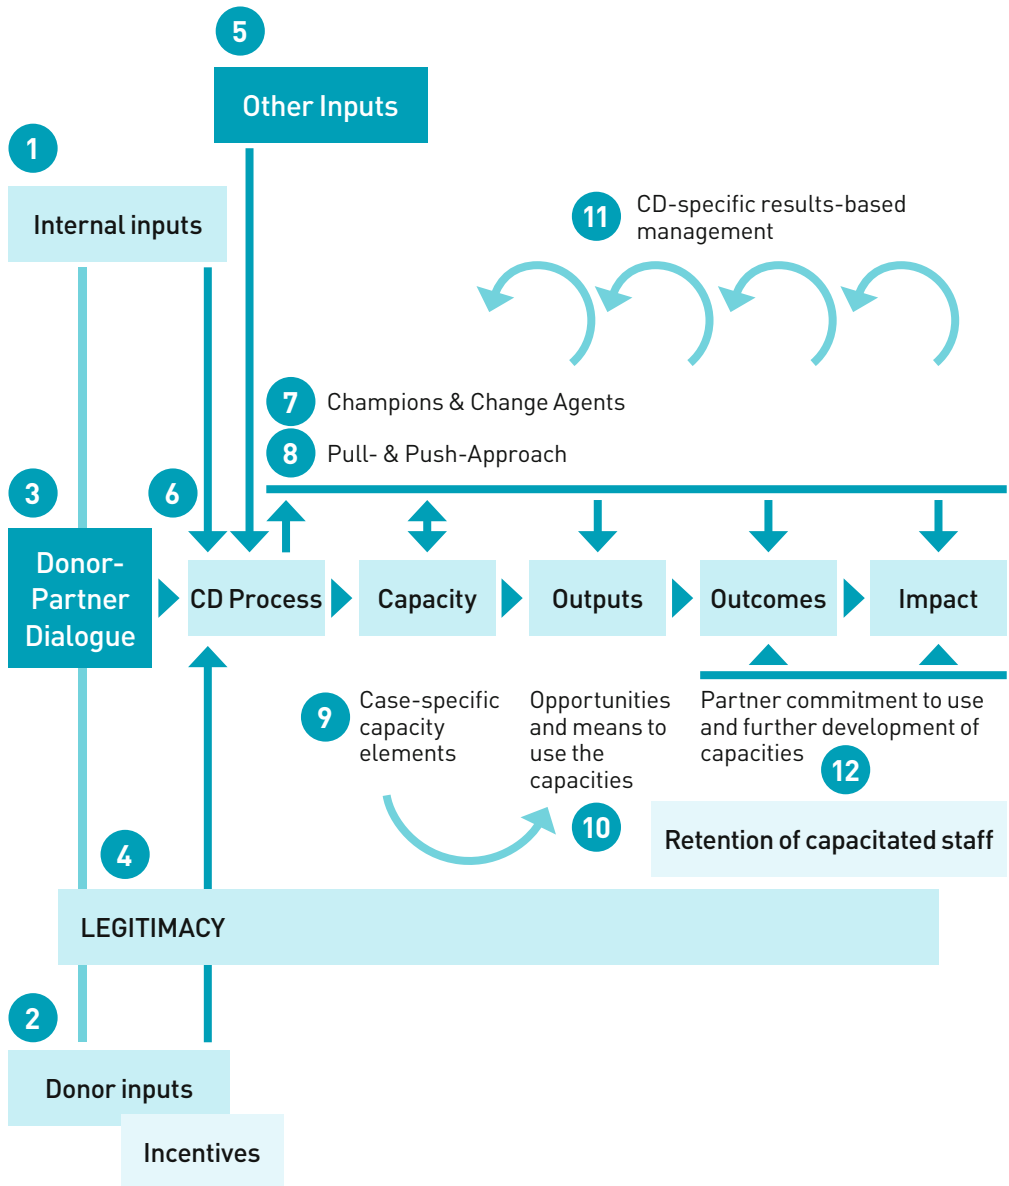 5
Other Inputs
1
Internal inputs
11
CD-specific results-based
management
7
Champions & Change Agents
8
Pull- & Push-Approach
3
6
Donor-
Partner
Dialogue
CD Process
Capacity
Outputs
Outcomes
Impact
9
Case-specific
capacity
elements
Opportunities
and means to
use the
capacities
10
Partner commitment to use
and further development of
capacities
12
Retention of capacitated staff
4
LEGITIMACY
2
Donor inputs
Incentives